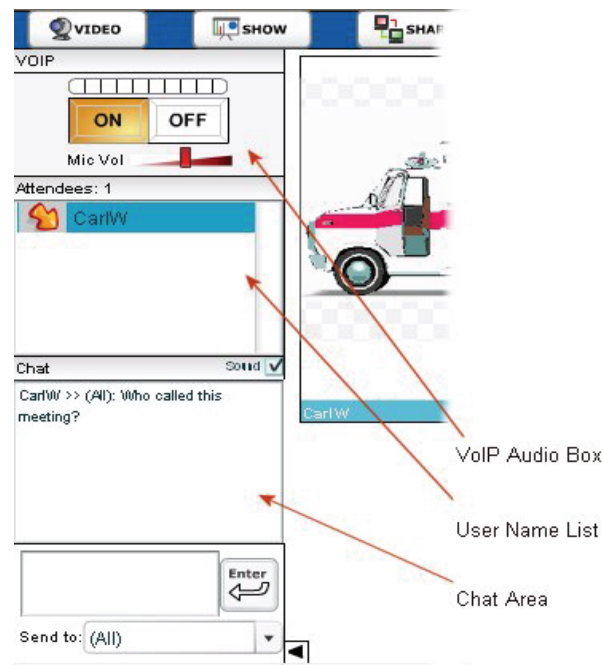 VIDEO
SHOW
SHAR
VOIP
ON
OFF
Mic Vol
Attendees: 1
CarlW
Chat
Sound
CarlW >> (All): Who called this
meeting?
CarlW
VoIP Audio Box
User Name List
Chat Area
Enter
Send to: (All)